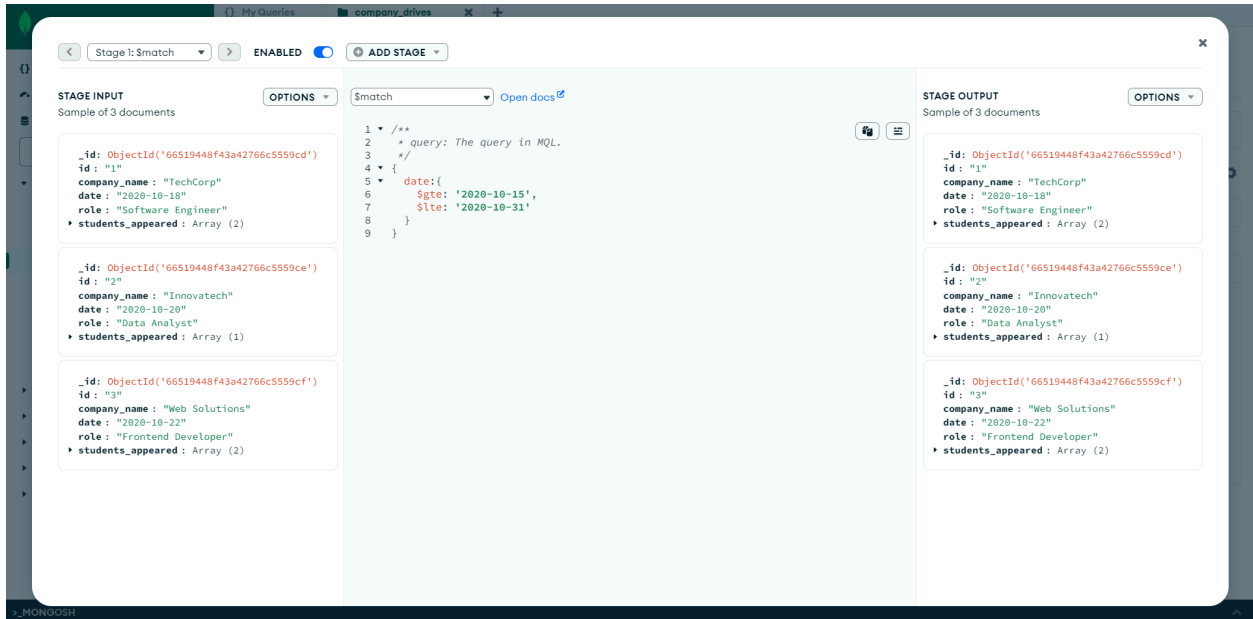 {} My Queries
company_drives
Stage 1: $match
ENABLED
ADD STAGE
STAGE INPUT
OPTIONS
Sample of 3 documents
_id: ObjectId('66519448f43a42766c5559cd')
id : "1"
company_name : "TechCorp"
date : "2020-10-18"
role : "Software Engineer"
students_appeared : Array (2)
_id: ObjectId('66519448f43a42766c5559ce')
id : "2"
company_name : "Innovatech"
date : "2020-10-20"
role : "Data Analyst"
students_appeared : Array (1)
_id: ObjectId('66519448f43a42766c5559cf')
id : "3"
company_name : "Web Solutions"
date : "2020-10-22"
role : "Frontend Developer"
students_appeared : Array (2)
$match
Open docs
1 /**
2 * query: The query in MQL.
3 */
4 {
5 date:{
6 $gte: '2020-10-15',
7 $lte: '2020-10-31'
8 }
9 }
STAGE OUTPUT
OPTIONS
Sample of 3 documents
_id: ObjectId('66519448f43a42766c5559cd')
id : "1"
company_name : "TechCorp"
date : "2020-10-18"
role : "Software Engineer"
students_appeared : Array (2)
_id: ObjectId('66519448f43a42766c5559ce')
id : "2"
company_name : "Innovatech"
date : "2020-10-20"
role : "Data Analyst"
students_appeared : Array (1)
_id: ObjectId('66519448f43a42766c5559cf')
id : "3"
company_name : "Web Solutions"
date : "2020-10-22"
role : "Frontend Developer"
students_appeared : Array (2)
>_MONGOSH